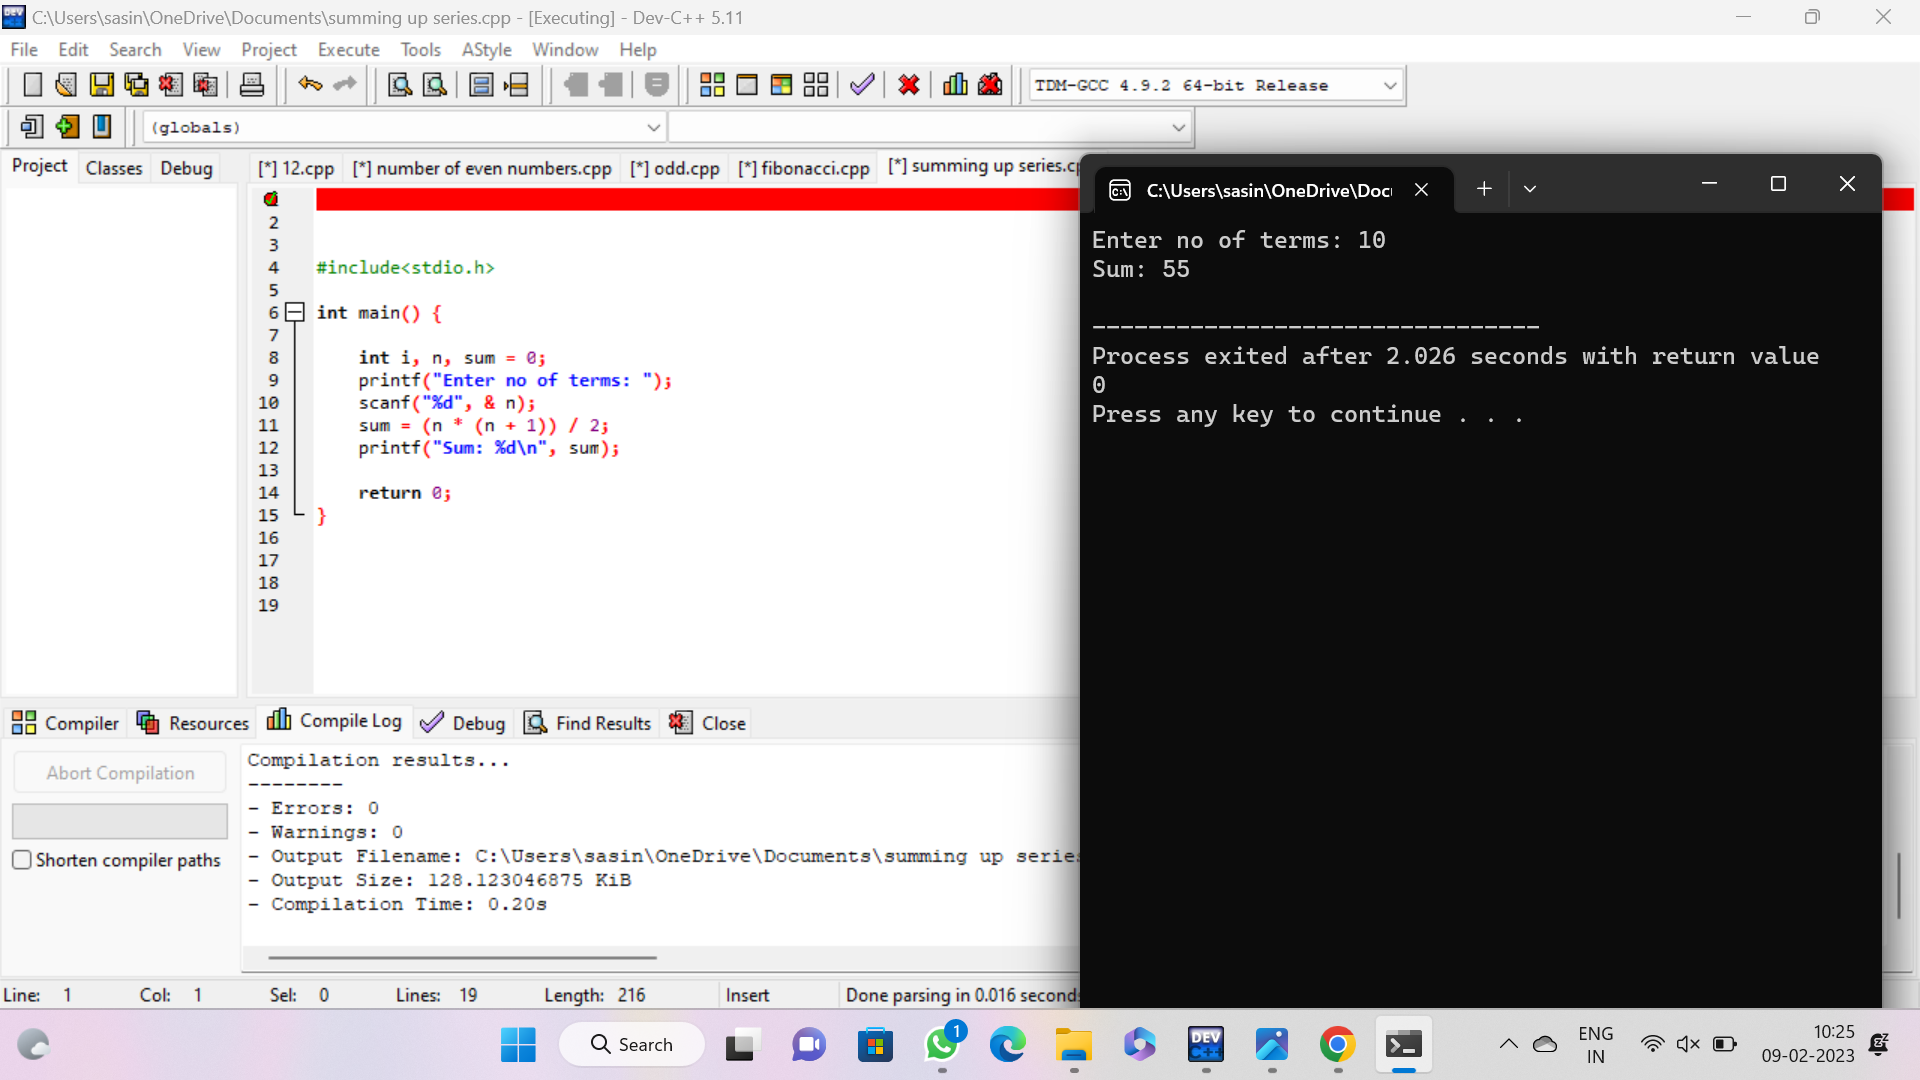 C:\Users\sasin\OneDrive\Documents\summing up series.cpp - [Executing] - Dev-C++ 5.11
File Edit Search View Project Execute Tools AStyle Window Help
TDM-GCC 4.9.2 64-bit Release
(globals)
Project Classes Debug
[*] 12.cpp [*] number of even numbers.cpp [*] odd.cpp [*] fibonacci.cpp [*] summing up series.cp
2
3
4 #include<stdio.h>
5
6 int main() {
7
8 int i, n, sum = 0;
9 printf("Enter no of terms: ");
10 scanf("%d", & n);
11 sum = (n * (n + 1)) / 2;
12 printf("Sum: %d\n", sum);
13
14 return 0;
15 }
16
17
18
19
C:\Users\sasin\OneDrive\Doc
Enter no of terms: 10
Sum: 55
--------------------------------
Process exited after 2.026 seconds with return value
0
Press any key to continue . . .
Compiler Resources Compile Log Debug Find Results Close
Abort Compilation
Shorten compiler paths
Compilation results...
--------
- Errors: 0
- Warnings: 0
- Output Filename: C:\Users\sasin\OneDrive\Documents\summing up series
- Output Size: 128.123046875 KiB
- Compilation Time: 0.20s
Line: 1 Col: 1 Sel: 0 Lines: 19 Length: 216 Insert Done parsing in 0.016 seconds
Search
1
DEV
C++
ENG
IN
10:25
09-02-2023